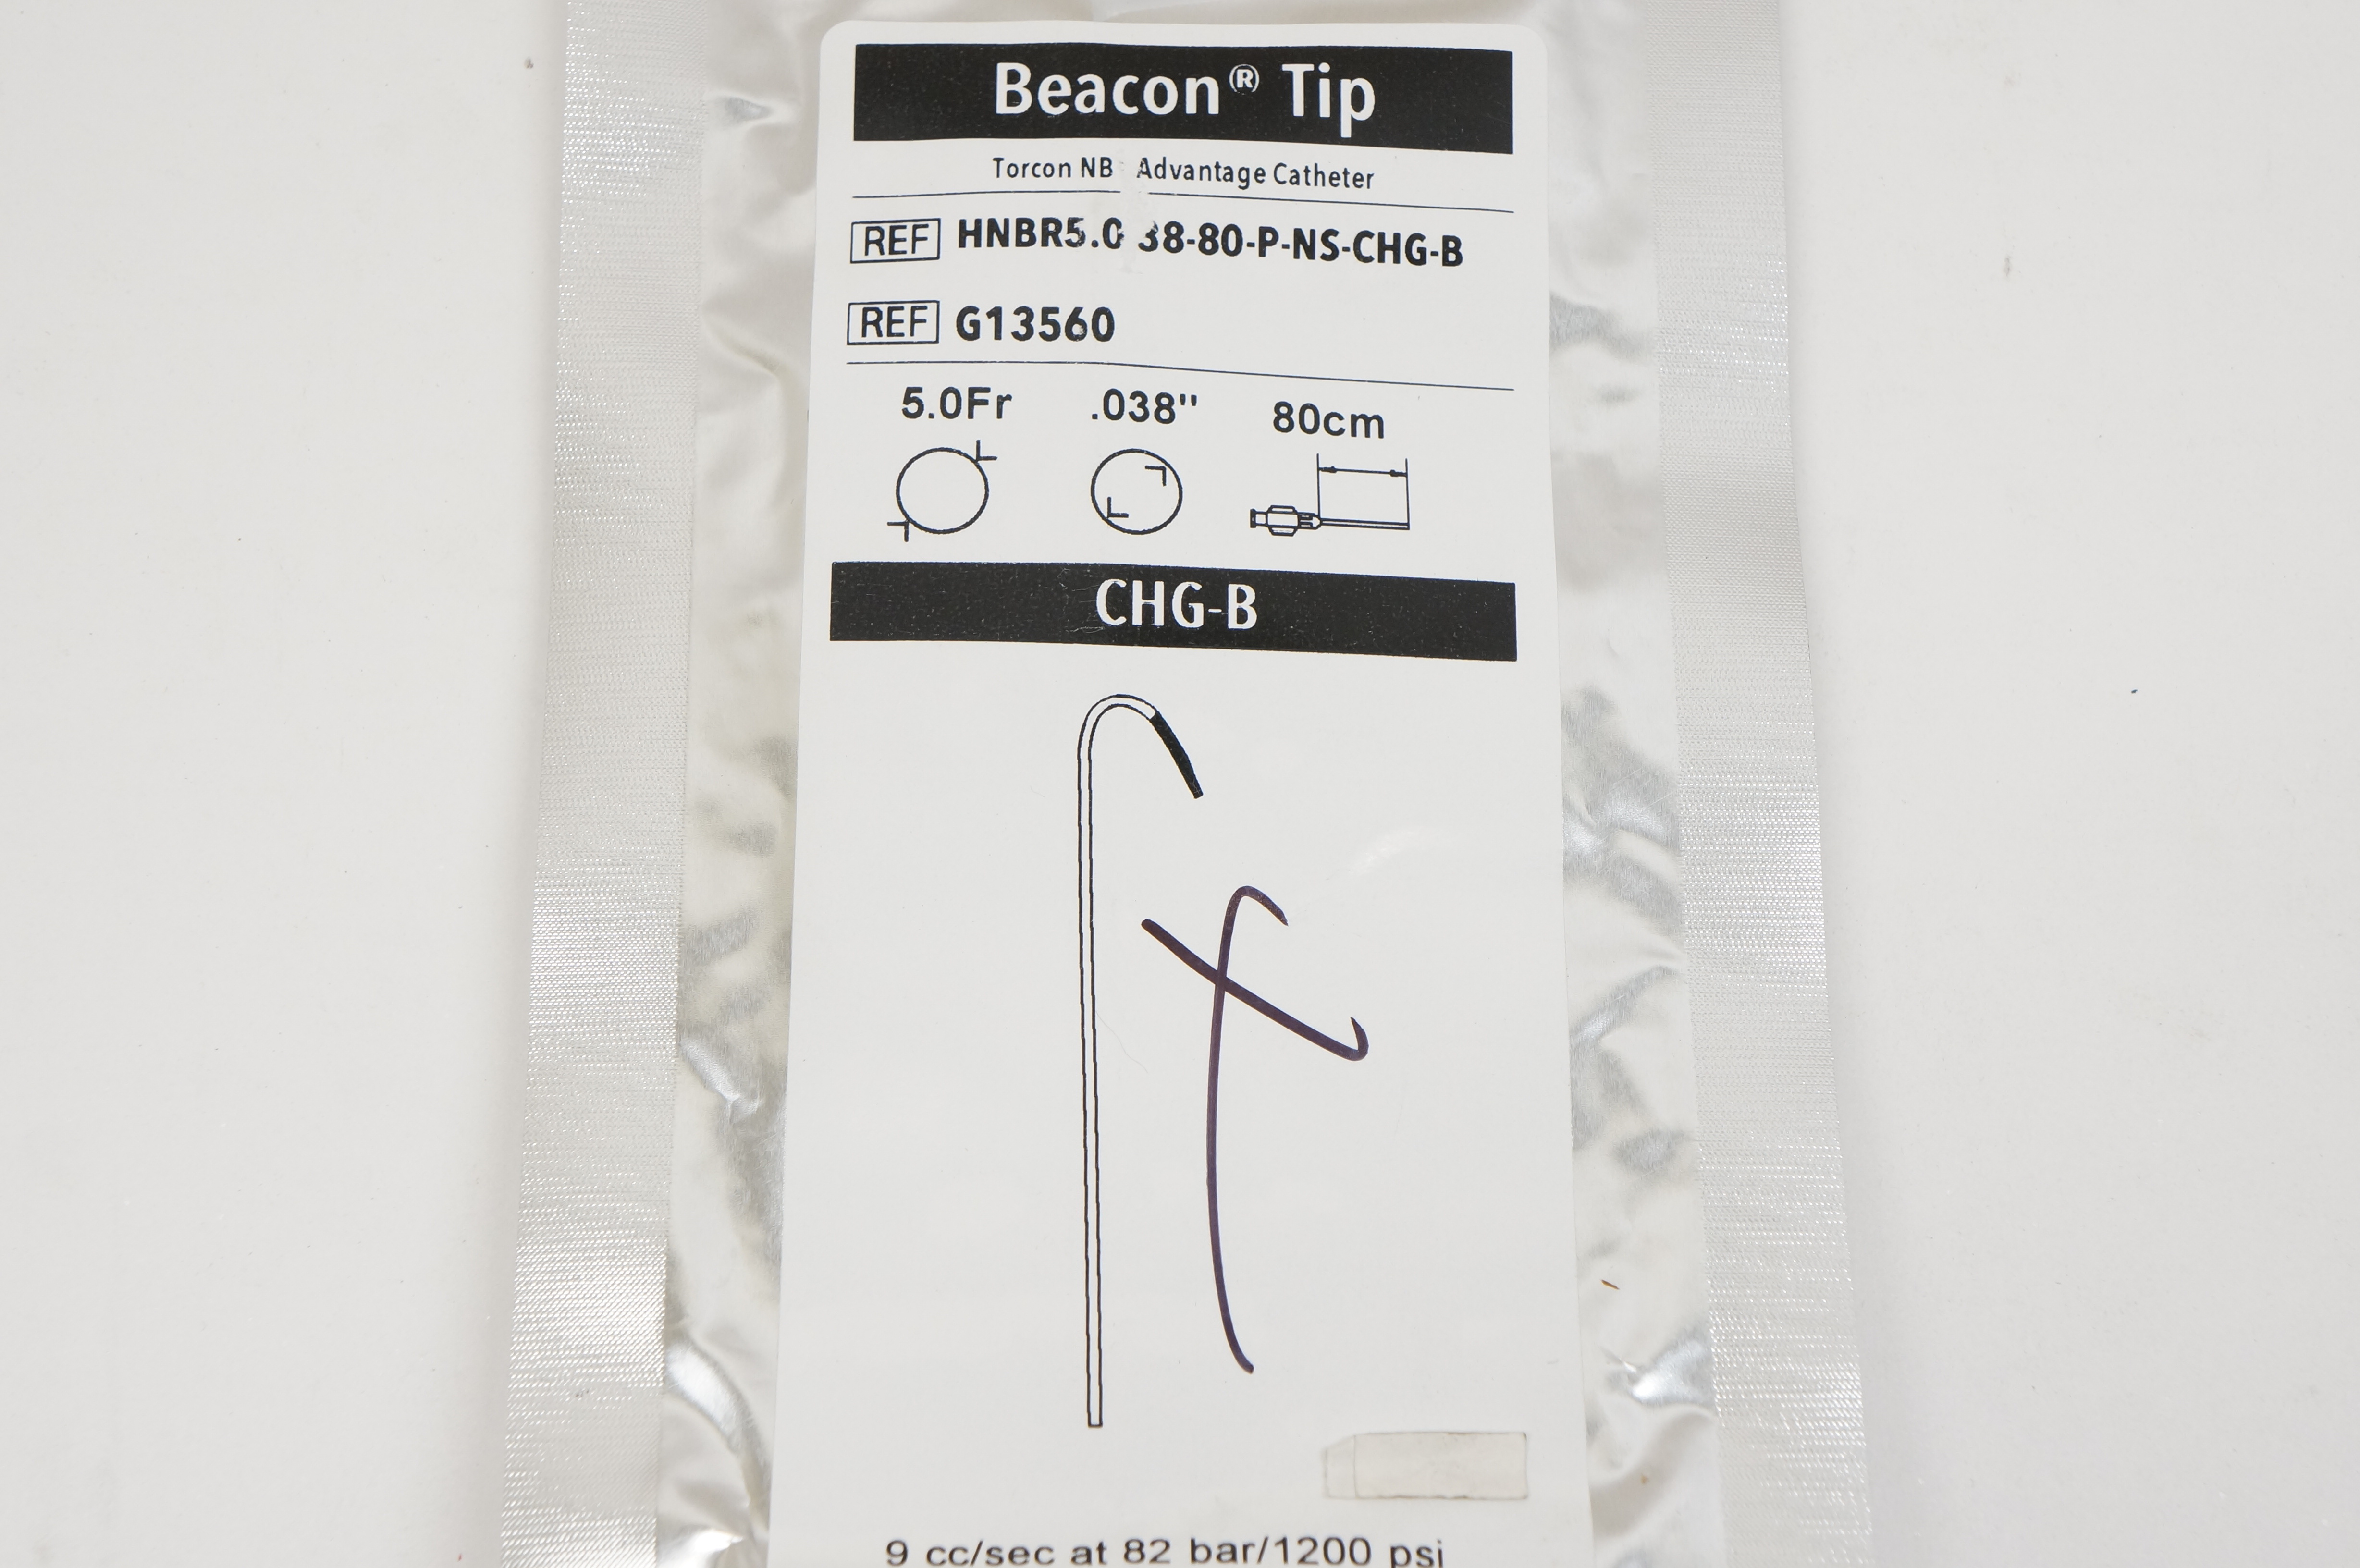 Beacon® Tip
Torcon NB Advantage Catheter
REF HNBR5.0 38-80-P-NS-CHG-B
REF G13560
5.0Fr .038" 80cm
CHG-B
9 cc/sec at 82 bar/1200 psi